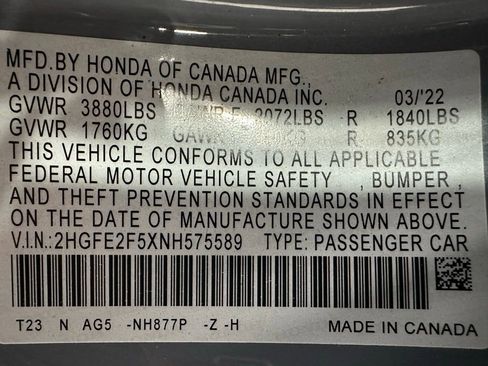 MFD.BY HONDA OF CANADA MFG.,
A DIVISION OF HONDA CANADA INC. 03/'22
GVWR 3880LBS 2072LBS R 1840LBS
GVWR 1760KG GAWR R 835KG
THIS VEHICLE CONFORMS TO ALL APPLICABLE
FEDERAL MOTOR VEHICLE SAFETY , BUMPER,
AND THEFT PREVENTION STANDARDS IN EFFECT
ON THE DATE OF MANUFACTURE SHOWN ABOVE.
V.I.N.:2HGFE2F5XNH575589 TYPE: PASSENGER CAR
T23 N AG5 -NH877P -Z -H MADE IN CANADA